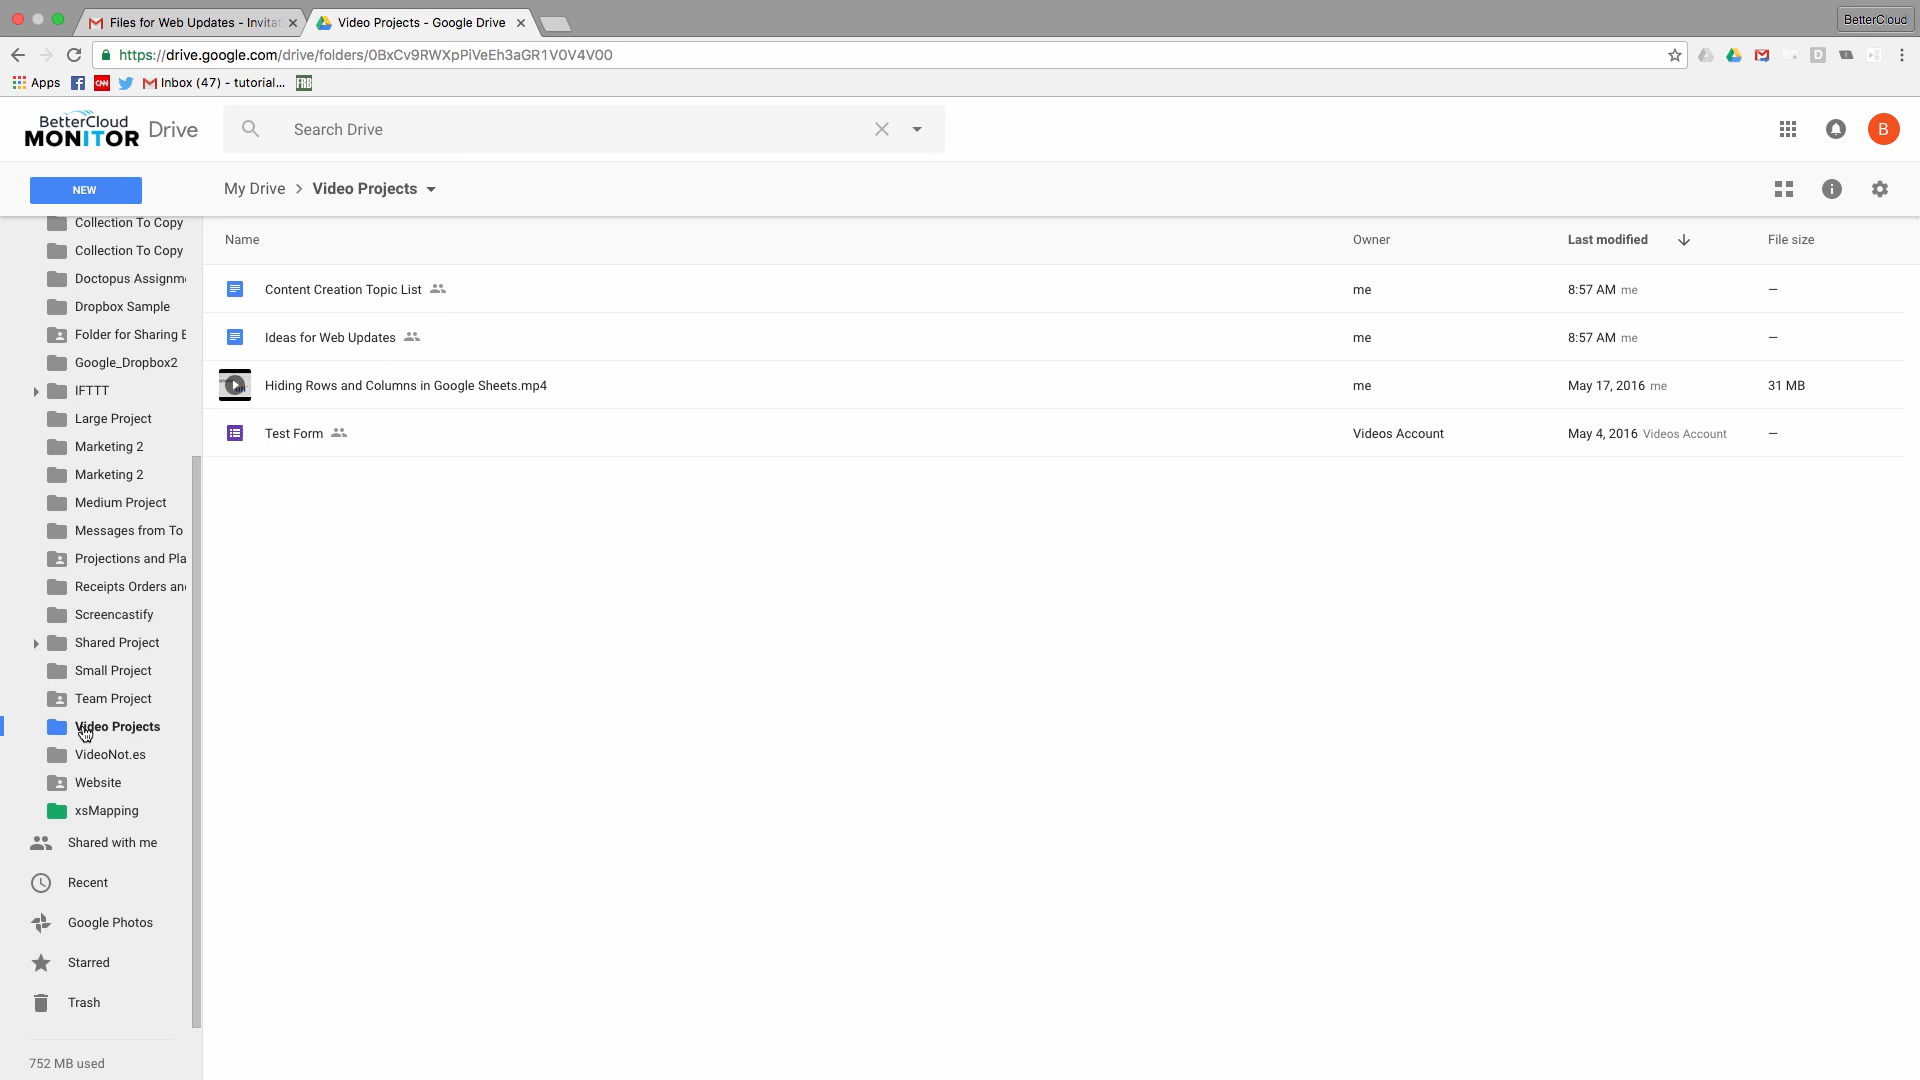 Files for Web Updates - Invitat
Video Projects - Google Drive
BetterCloud
https://drive.google.com/drive/folders/0BxCv9RWXpPiVeEh3aGR1V0V4V00
Apps
CNN
Inbox (47) - tutorial...
FRB
BetterCloud
MONITOR
Drive
Search Drive
B
NEW
My Drive > Video Projects
Collection To Copy
Collection To Copy
Doctopus Assignm
Dropbox Sample
Folder for Sharing E
Google_Dropbox2
IFTTT
Large Project
Marketing 2
Marketing 2
Medium Project
Messages from To
Projections and Pla
Receipts Orders an
Screencastify
Shared Project
Small Project
Team Project
Video Projects
VideoNot.es
Website
xsMapping
Shared with me
Recent
Google Photos
Starred
Trash
752 MB used
Name Owner Last modified File size
Content Creation Topic List me 8:57 AM me –
Ideas for Web Updates me 8:57 AM me –
Hiding Rows and Columns in Google Sheets.mp4 me May 17, 2016 me 31 MB
Test Form Videos Account May 4, 2016 Videos Account –